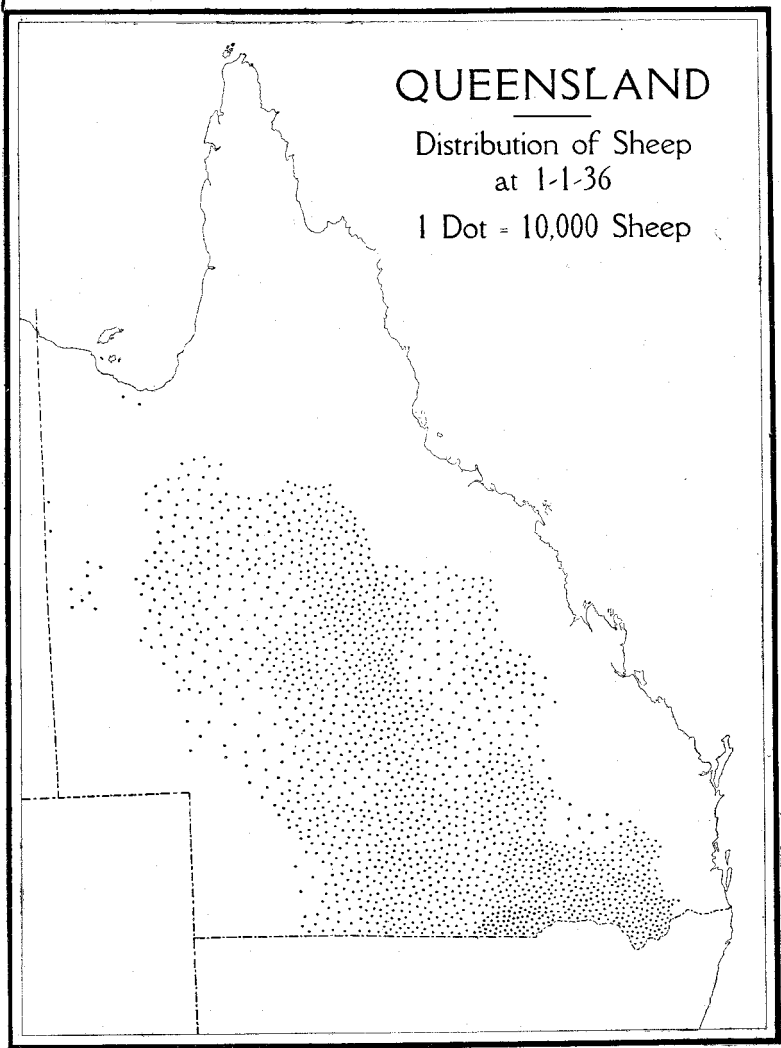 QUEENSLAND
Distribution of Sheep
at 1-1-36
1 Dot = 10,000 Sheep